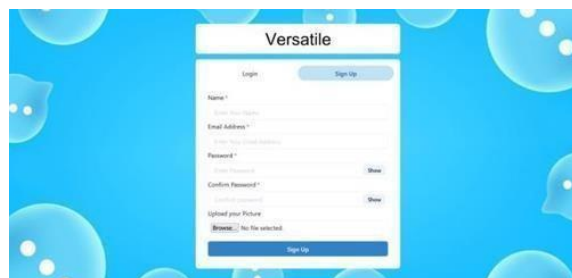 Versatile
Login Sign Up
Name *
Enter Your Name
Email Address *
Enter Your Email Address
Password *
Enter Password Show
Confirm Password *
Confirm password Show
Upload your Picture
Browse... No file selected.
Sign Up